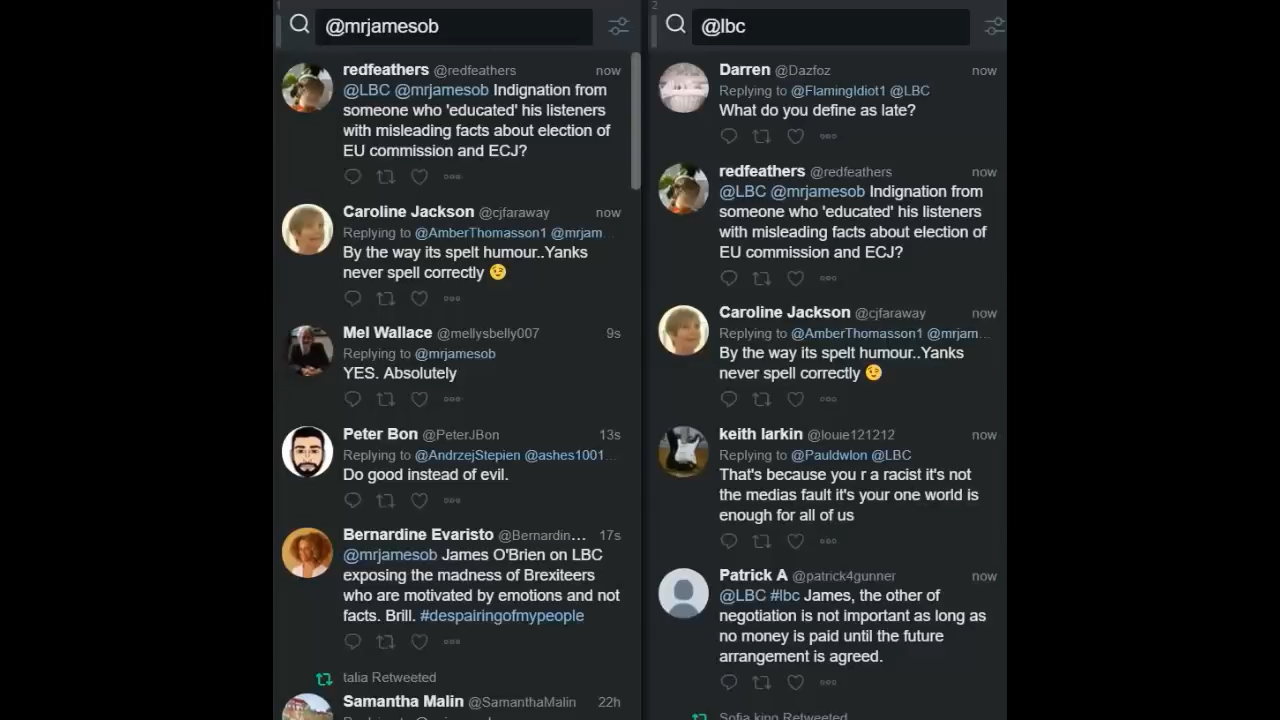 1
@mrjamesob
redfeathers @redfeathers now
@LBC @mrjamesob Indignation from
someone who 'educated' his listeners
with misleading facts about election of
EU commission and ECJ?
Caroline Jackson @cjfaraway now
Replying to @AmberThomasson1 @mrjam...
By the way its spelt humour..Yanks
never spell correctly 😉
Mel Wallace @mellysbelly007 9s
Replying to @mrjamesob
YES. Absolutely
Peter Bon @PeterJBon 13s
Replying to @AndrzejStepien @ashes1001...
Do good instead of evil.
Bernardine Evaristo @Bernardin... 17s
@mrjamesob James O'Brien on LBC
exposing the madness of Brexiteers
who are motivated by emotions and not
facts. Brill. #despairingofmypeople
talia Retweeted
Samantha Malin @SamanthaMalin 22h
Replying to
2
@lbc
Darren @Dazfoz now
Replying to @FlamingIdiot1 @LBC
What do you define as late?
redfeathers @redfeathers now
@LBC @mrjamesob Indignation from
someone who 'educated' his listeners
with misleading facts about election of
EU commission and ECJ?
Caroline Jackson @cjfaraway now
Replying to @AmberThomasson1 @mrjam...
By the way its spelt humour..Yanks
never spell correctly 😉
keith larkin @louie121212 now
Replying to @Pauldwlon @LBC
That's because you r a racist it's not
the medias fault it's your one world is
enough for all of us
Patrick A @patrick4gunner now
@LBC #lbc James, the other of
negotiation is not important as long as
no money is paid until the future
arrangement is agreed.
Sofia king Retweeted